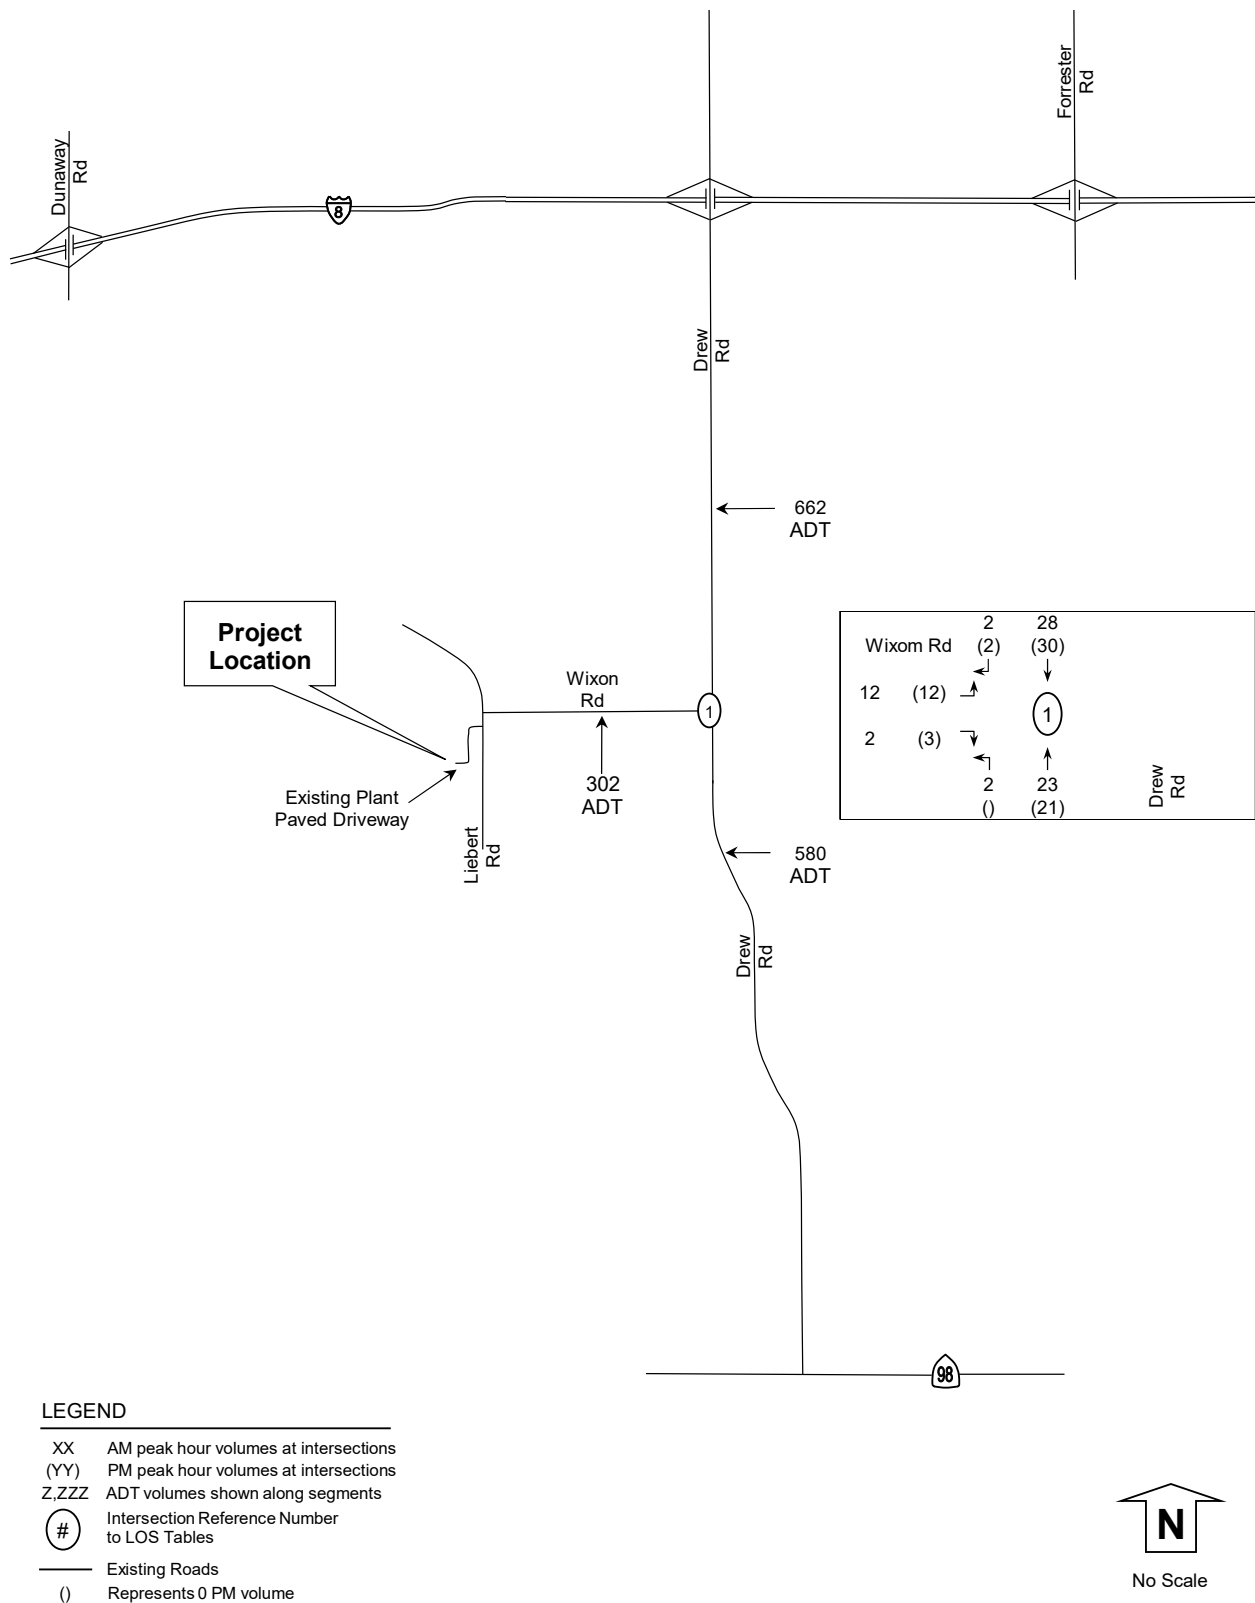 Forrester
Rd
Dunaway
Rd
8
Drew
Rd
662
ADT
Project
Location
Wixon
Rd
1
302
ADT
Existing Plant
Paved Driveway
Liebert
Rd
2 28
Wixom Rd (2) (30)
12 (12)
1
2 (3)
2 23
() (21)
Drew
Rd
580
ADT
Drew
Rd
98
LEGEND
XX AM peak hour volumes at intersections
(YY) PM peak hour volumes at intersections
Z,ZZZ ADT volumes shown along segments
# Intersection Reference Number
to LOS Tables
Existing Roads
() Represents 0 PM volume
N
No Scale